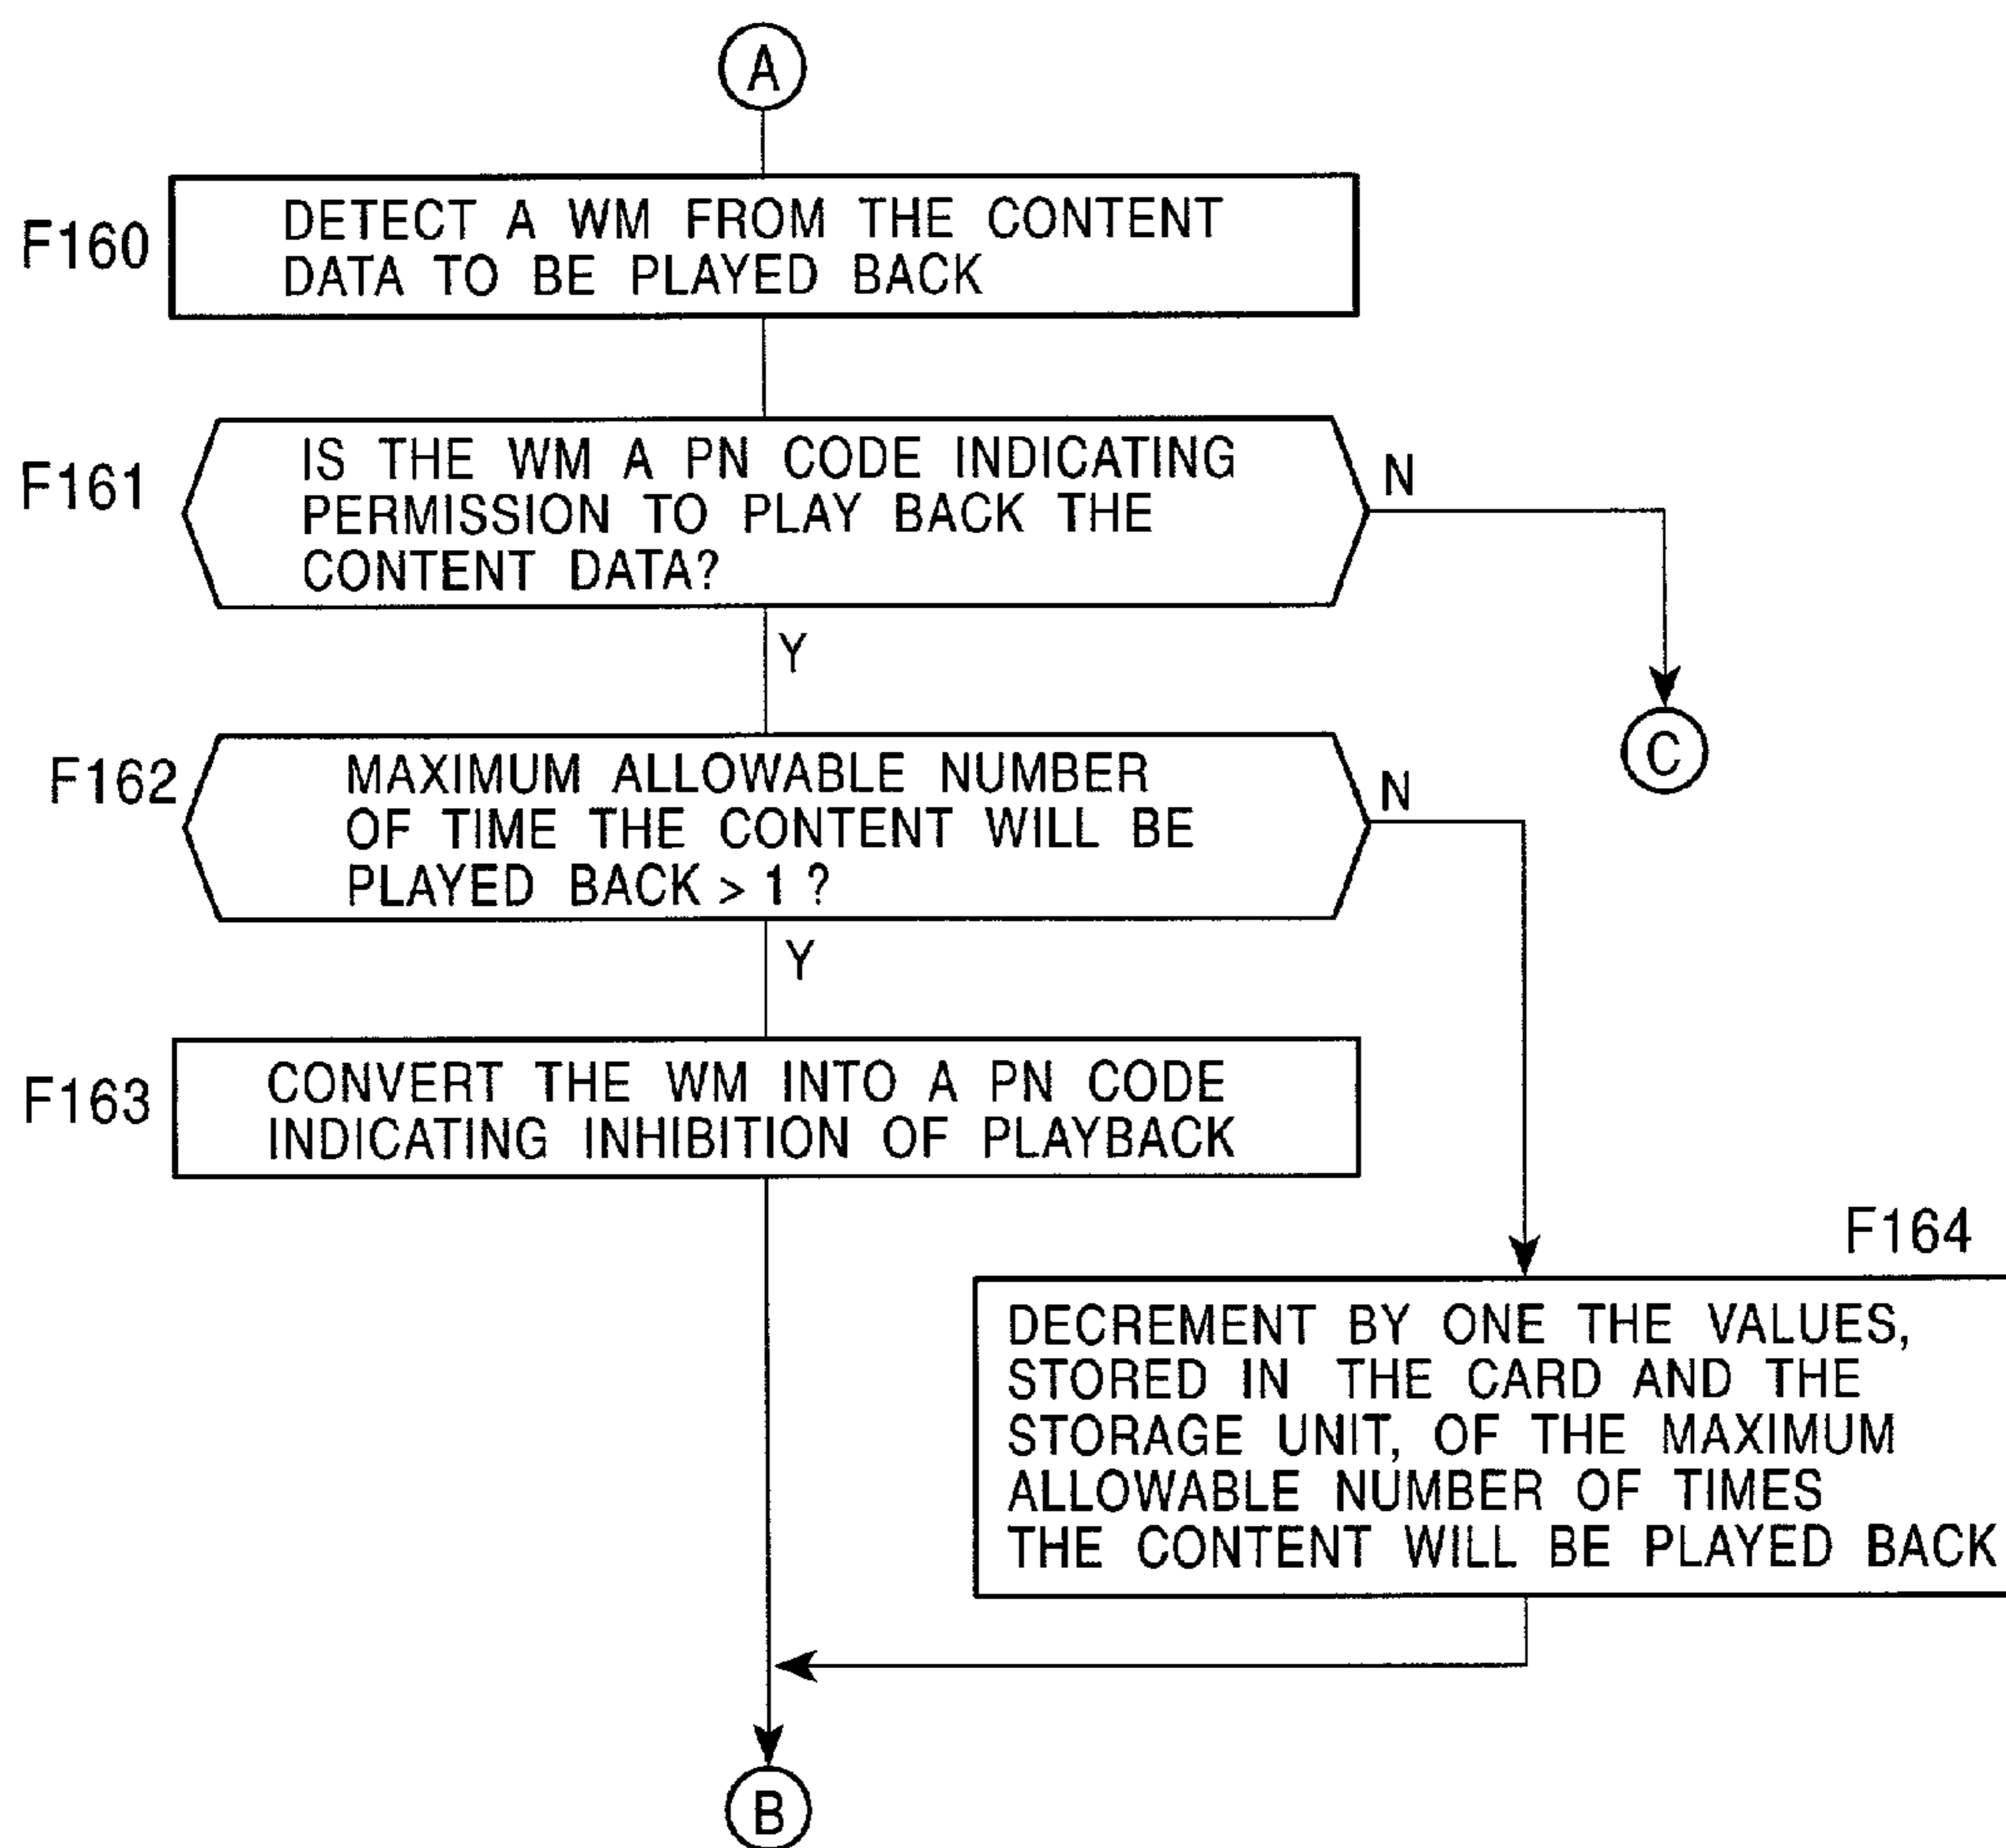 A
F160
DETECT A WM FROM THE CONTENT
DATA TO BE PLAYED BACK
F161
IS THE WM A PN CODE INDICATING
PERMISSION TO PLAY BACK THE
CONTENT DATA?
N
Y
C
F162
MAXIMUM ALLOWABLE NUMBER
OF TIME THE CONTENT WILL BE
PLAYED BACK > 1 ?
N
Y
F163
CONVERT THE WM INTO A PN CODE
INDICATING INHIBITION OF PLAYBACK
F164
DECREMENT BY ONE THE VALUES,
STORED IN THE CARD AND THE
STORAGE UNIT, OF THE MAXIMUM
ALLOWABLE NUMBER OF TIMES
THE CONTENT WILL BE PLAYED BACK
B